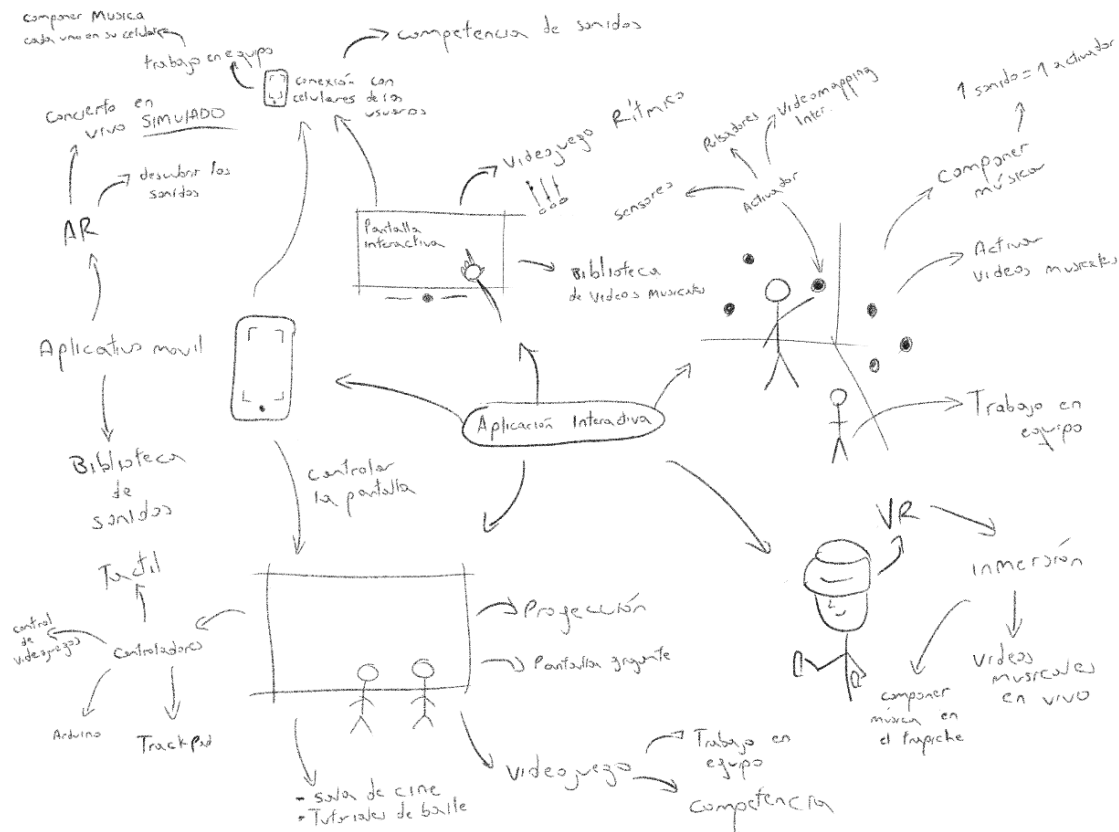 componer Musica
cada uno en su celular
trabajo en equipo
conexión con
celulares de los
usuarios
competencia de sonidos
Concierto en
vivo SIMULADO
descubrir los
sonidos
AR
Aplicativo movil
Biblioteca
de
sonidos
Videojuego Rítmico
Pantalla
interactiva
Biblioteca
de videos musicales
Pulsadores
Videomapping
Inter.
sensores
Activador
1 sonido = 1 activador
Componer
música
Activar
videos musicales
Trabajo en
equipo
Aplicación Interactiva
controlar
la pantalla
Tactil
control
de
videojuegos
Controladores
Arduino
TrackPad
Proyección
Pantalla gigante
- sala de cine
- Tutoriales de baile
Videojuego
Trabajo en
equipo
competencia
VR
inmersión
componer
música en
el trapiche
videos
musicales
en vivo